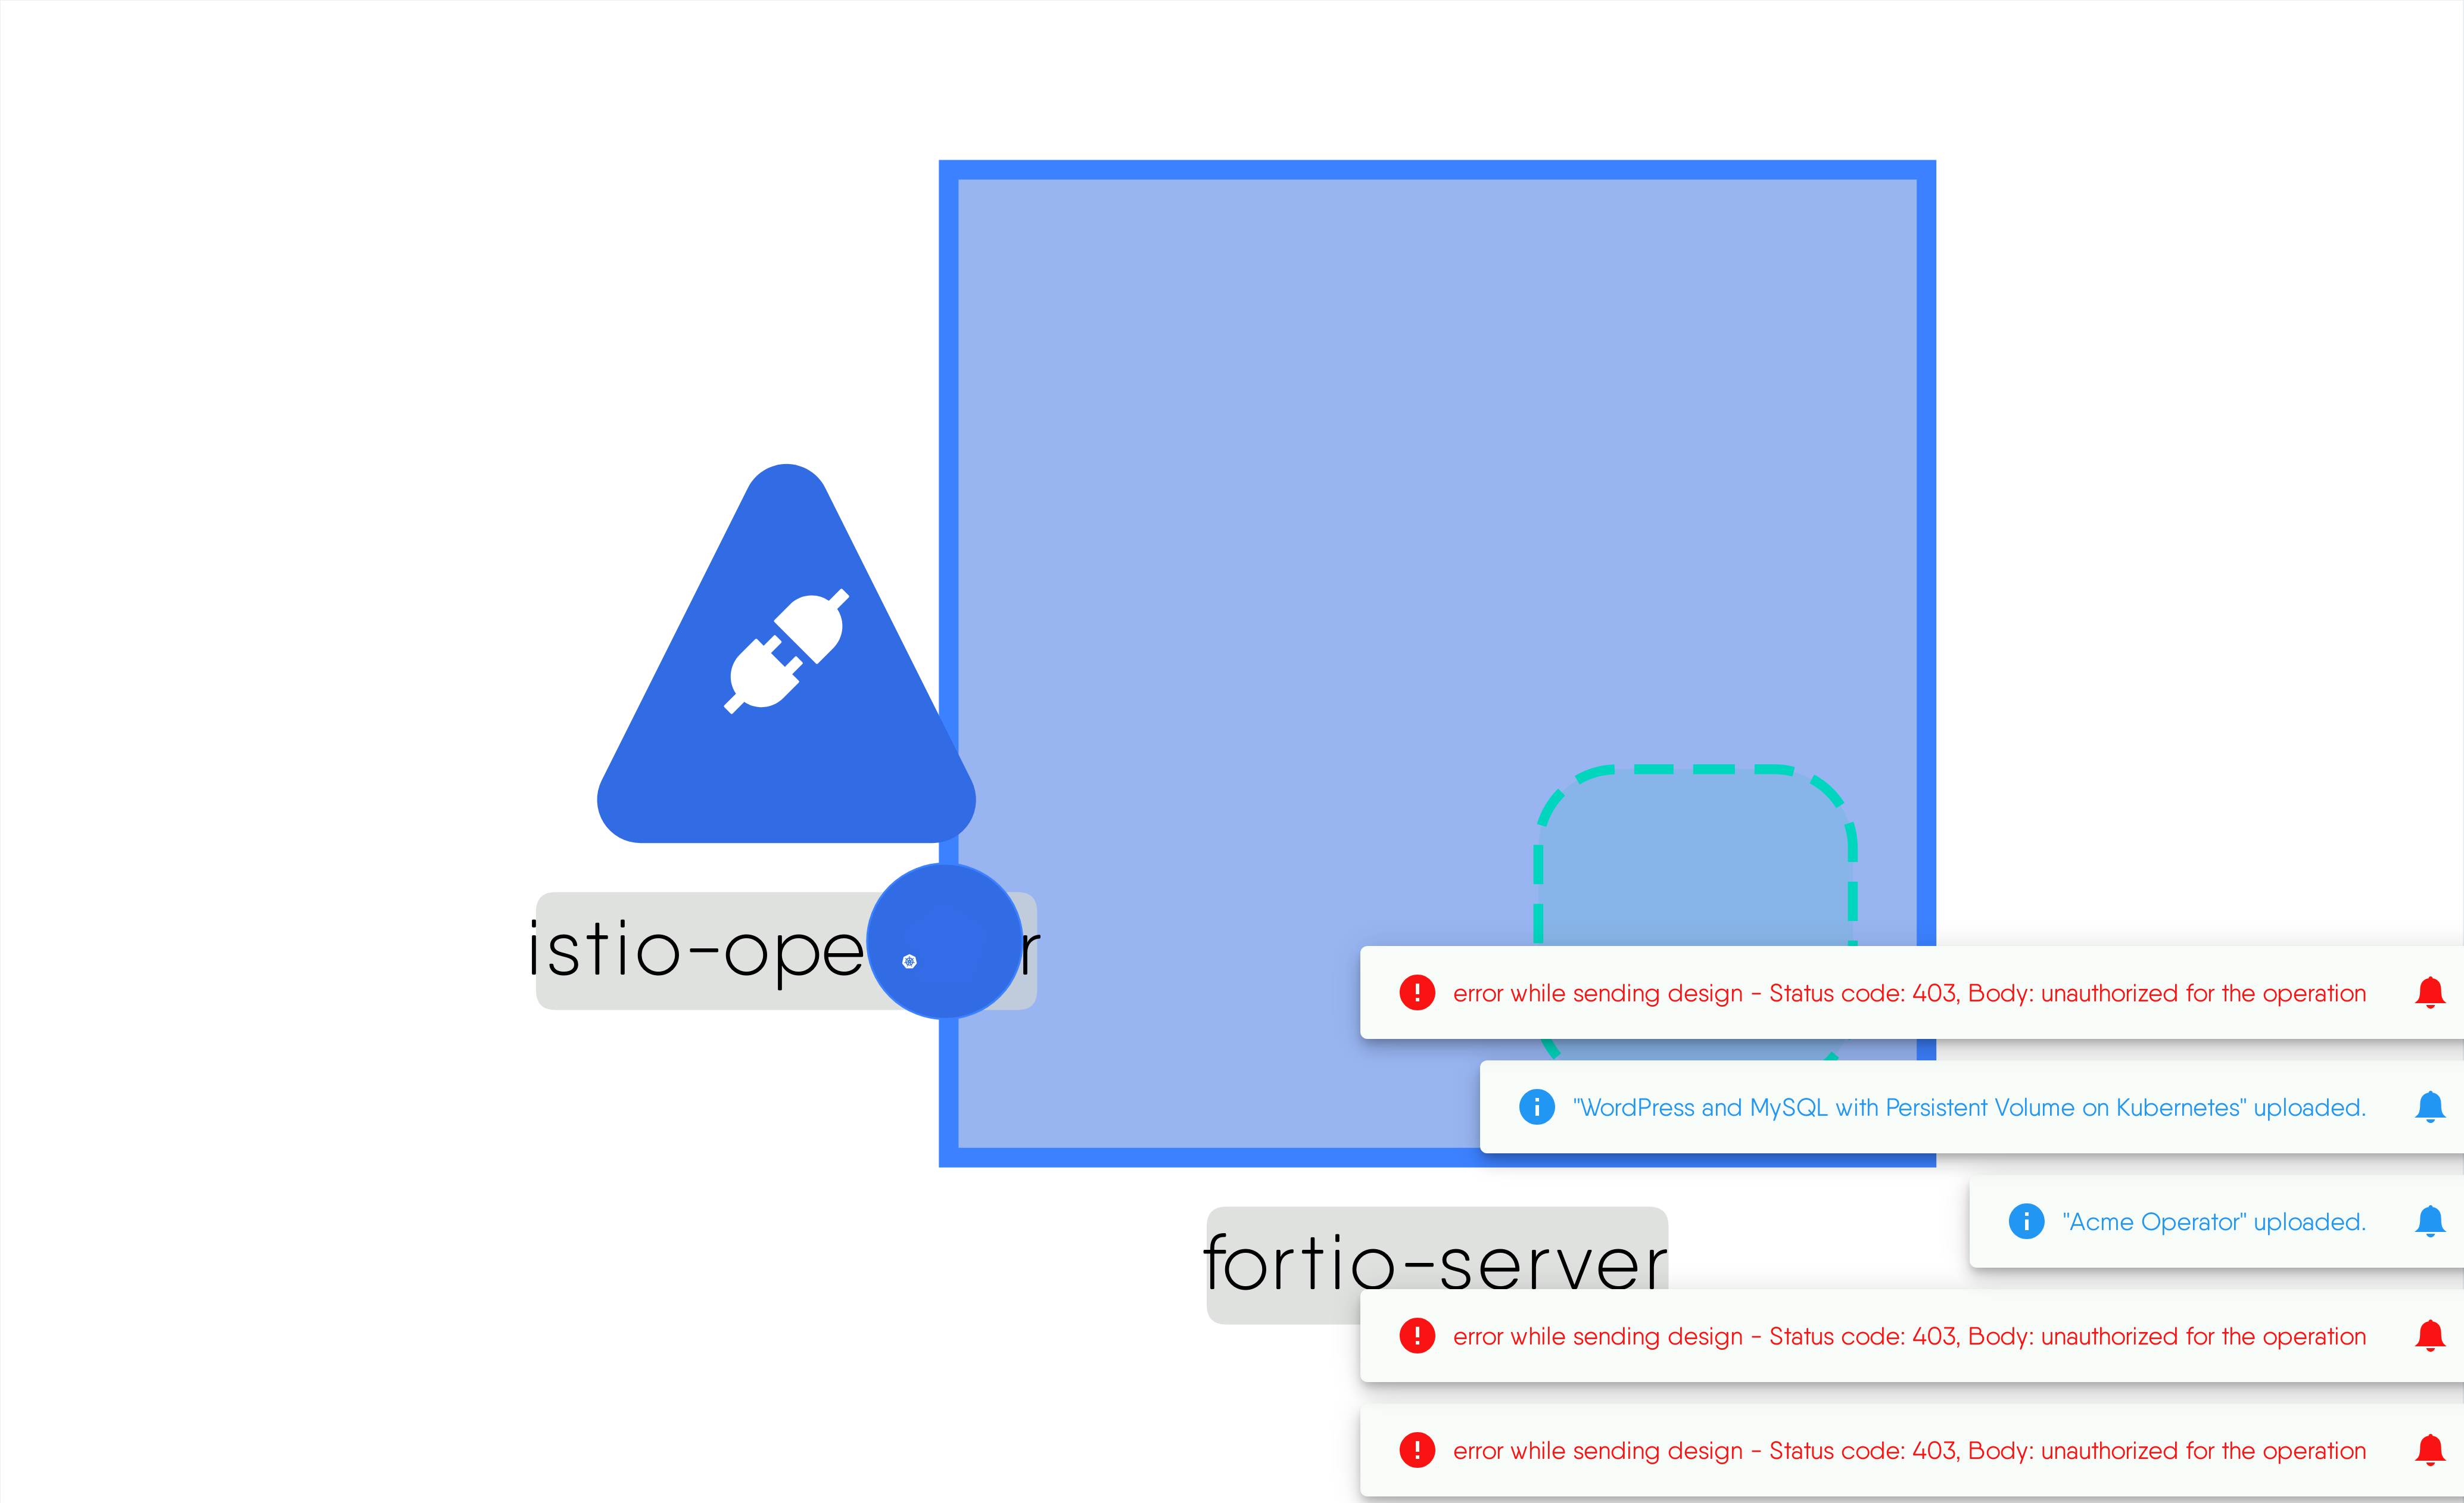 istio-ope r
error while sending design - Status code: 403, Body: unauthorized for the operation
"WordPress and MySQL with Persistent Volume on Kubernetes" uploaded.
"Acme Operator" uploaded.
fortio-server
error while sending design - Status code: 403, Body: unauthorized for the operation
error while sending design - Status code: 403, Body: unauthorized for the operation